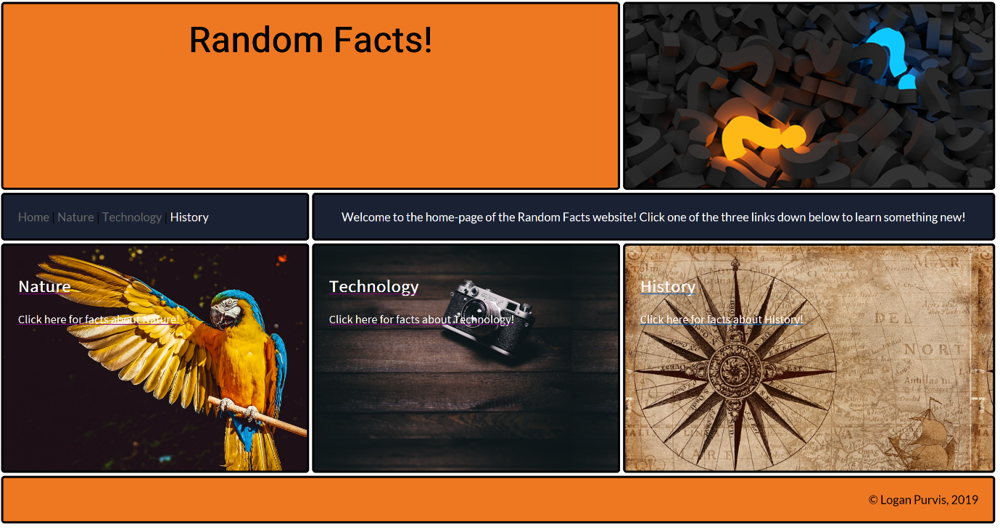 Random Facts!
Home | Nature | Technology | History
Welcome to the home-page of the Random Facts website! Click one of the three links down below to learn something new!
Nature
Click here for facts about Nature!
Technology
Click here for facts about Technology!
History
Click here for facts about History!
DEL
NORT
© Logan Purvis, 2019